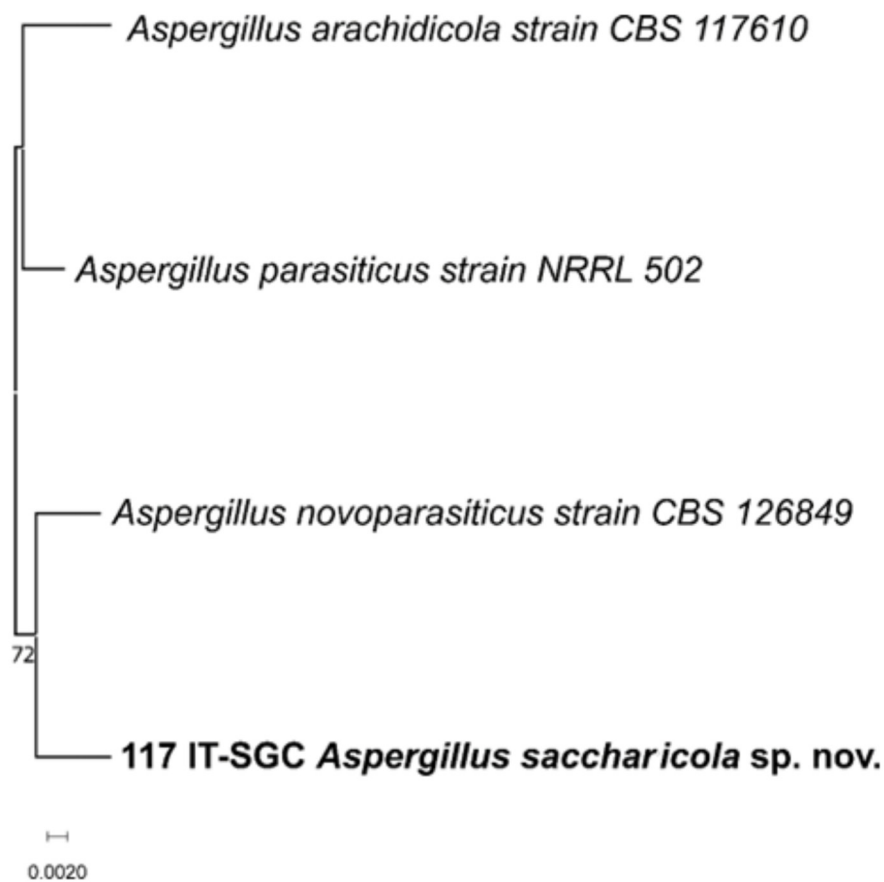 Aspergillus arachidicola strain CBS 117610
Aspergillus parasiticus strain NRRL 502
Aspergillus novoparasiticus strain CBS 126849
72
117 IT-SGC Aspergillus saccharicola sp. nov.
0.0020